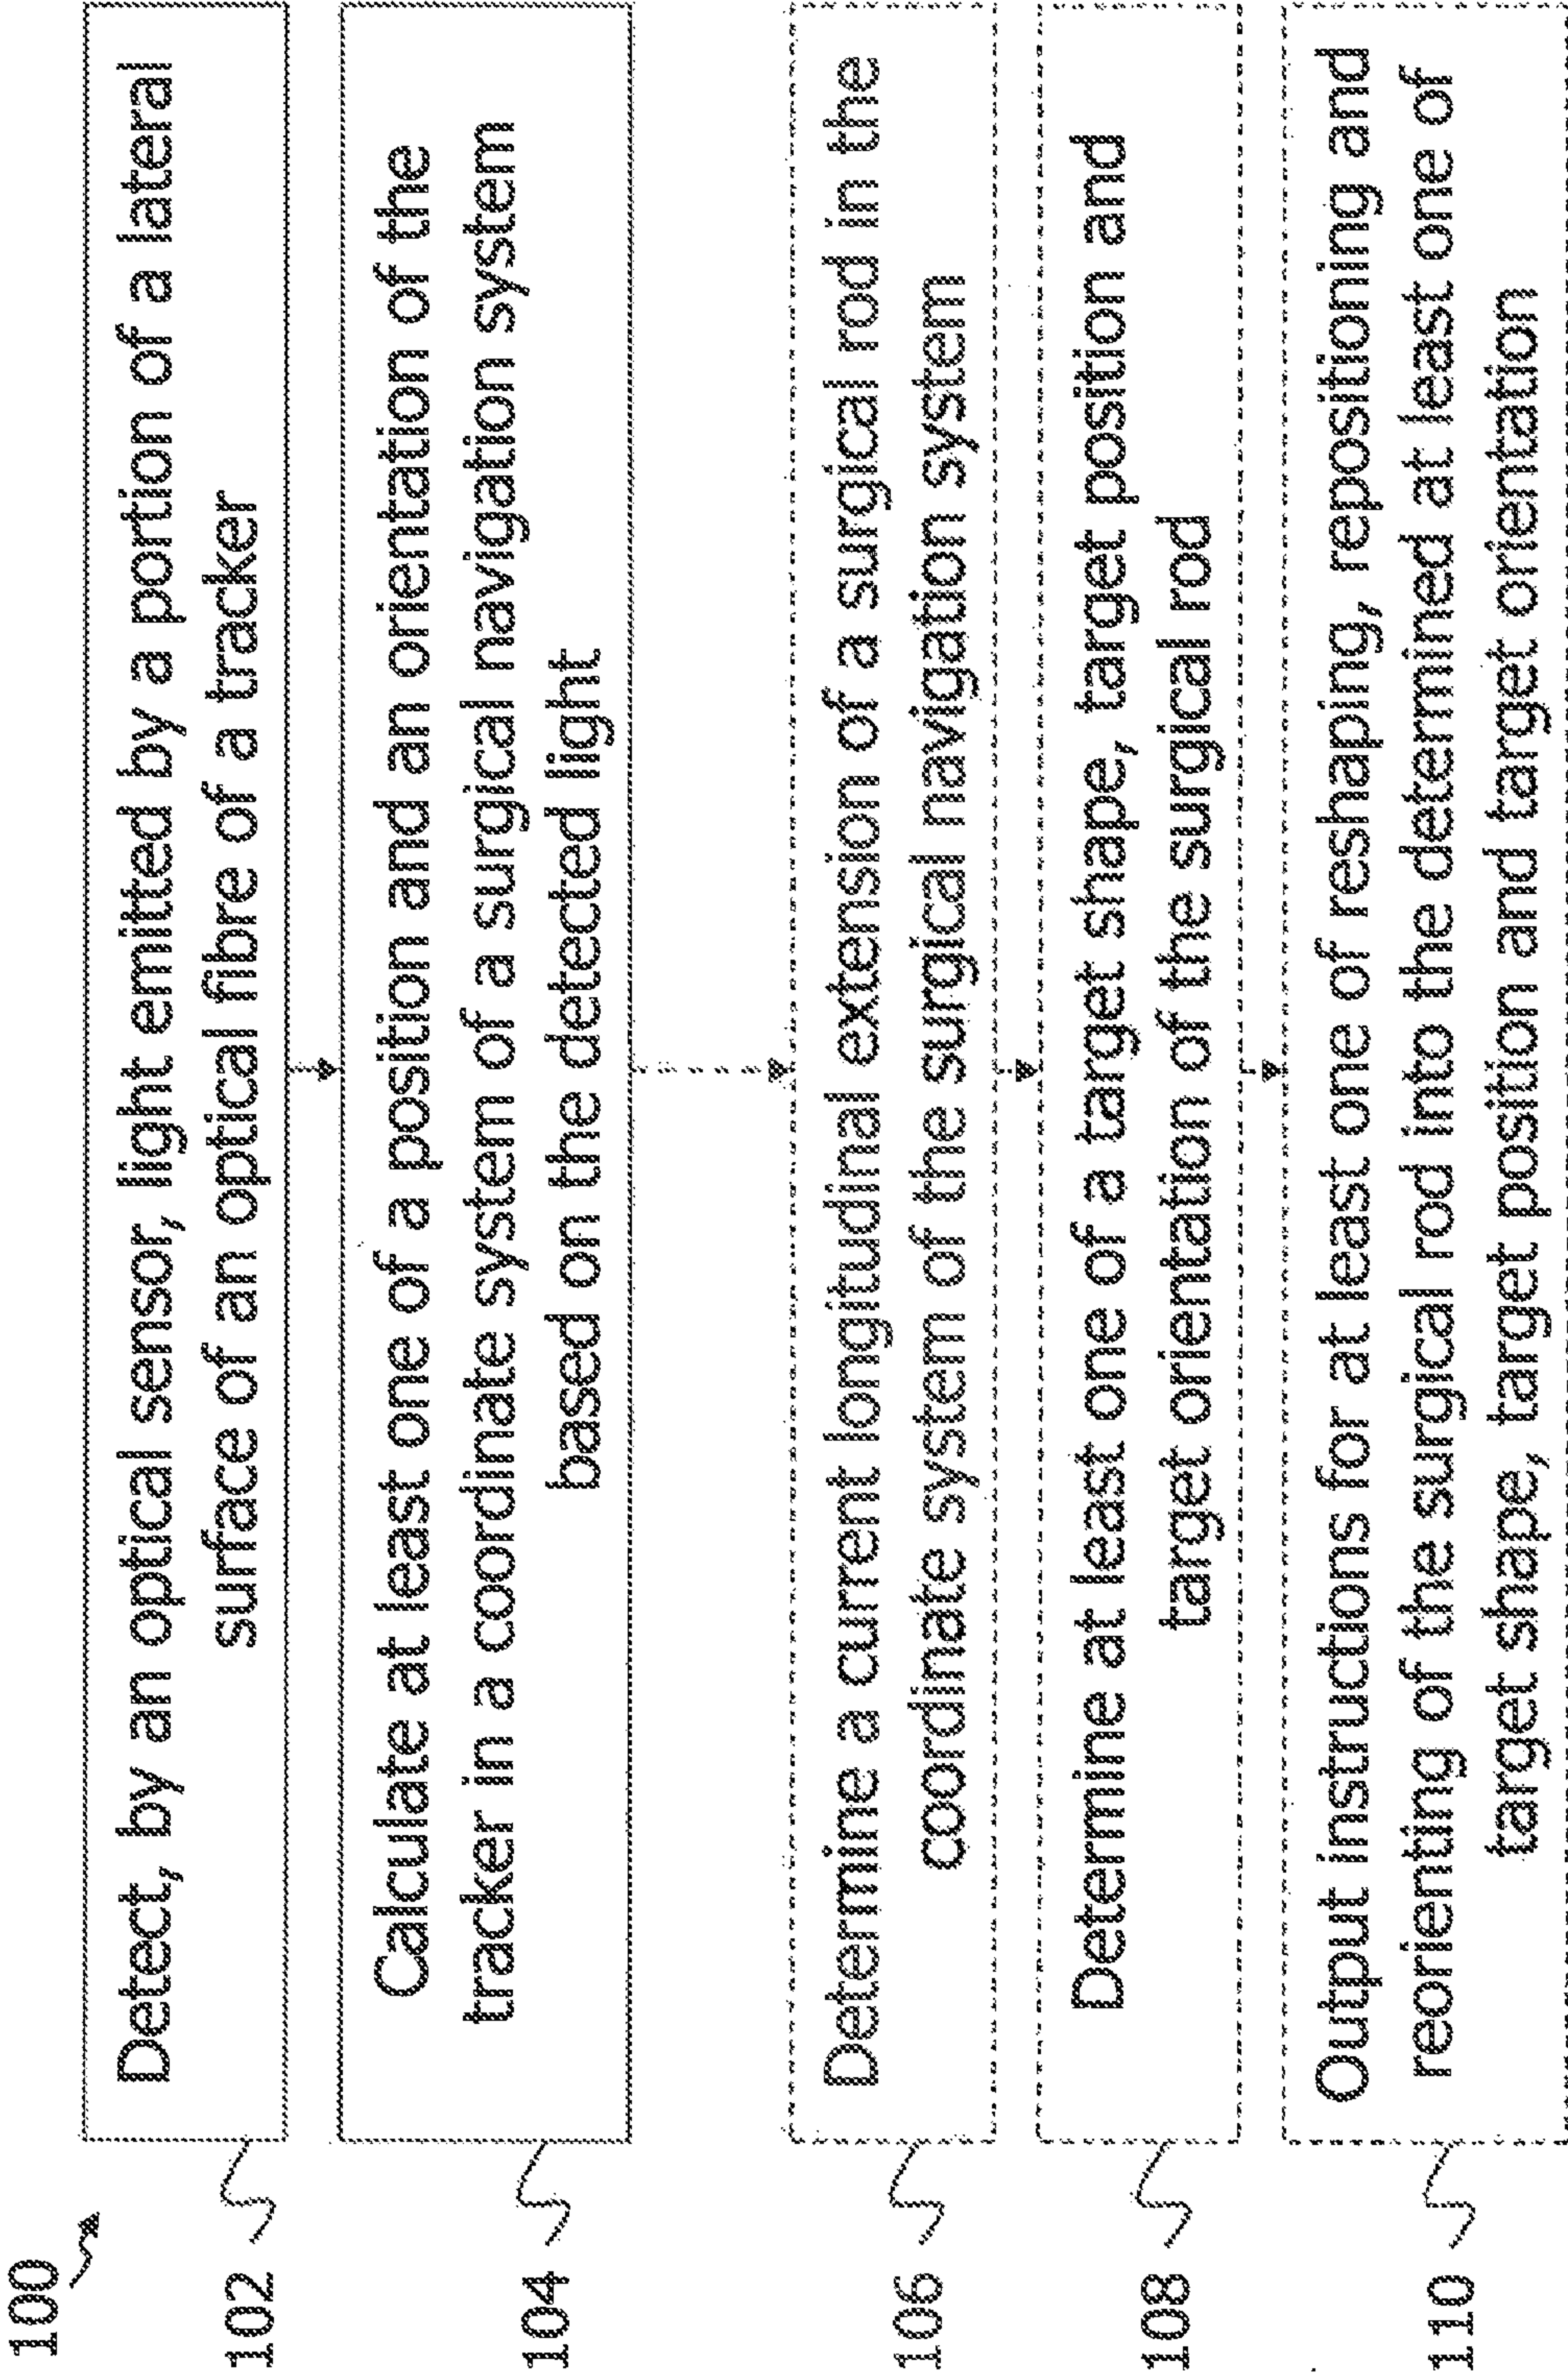 100
102
Detect, by an optical sensor, light emitted by a portion of a lateral
surface of an optical fibre of a tracker
104
Calculate at least one of a position and an orientation of the
tracker in a coordinate system of a surgical navigation system
based on the detected light
106
Determine a current longitudinal extension of a surgical rod in the
coordinate system of the surgical navigation system
108
Determine at least one of a target shape, target position and
target orientation of the surgical rod
110
Output instructions for at least one of reshaping, repositioning and
reorienting of the surgical rod into the determined at least one of
target shape, target position and target orientation